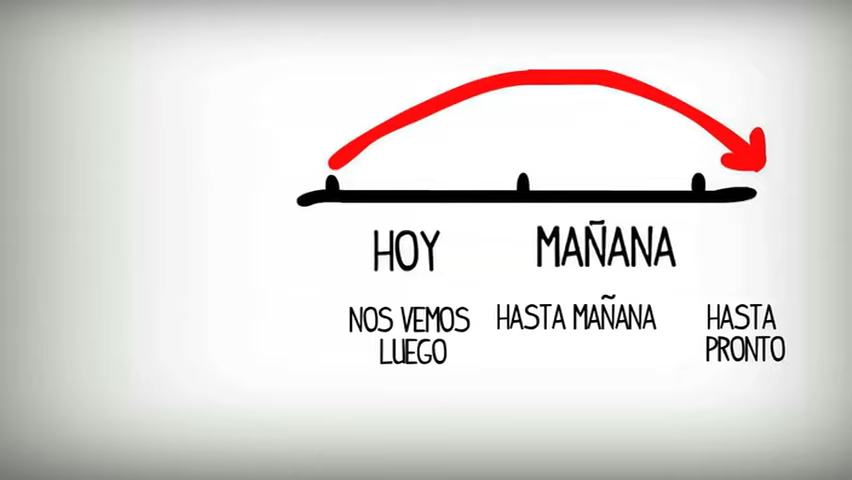 HOY
MAÑANA
NOS VEMOS
LUEGO
HASTA MAÑANA
HASTA
PRONTO